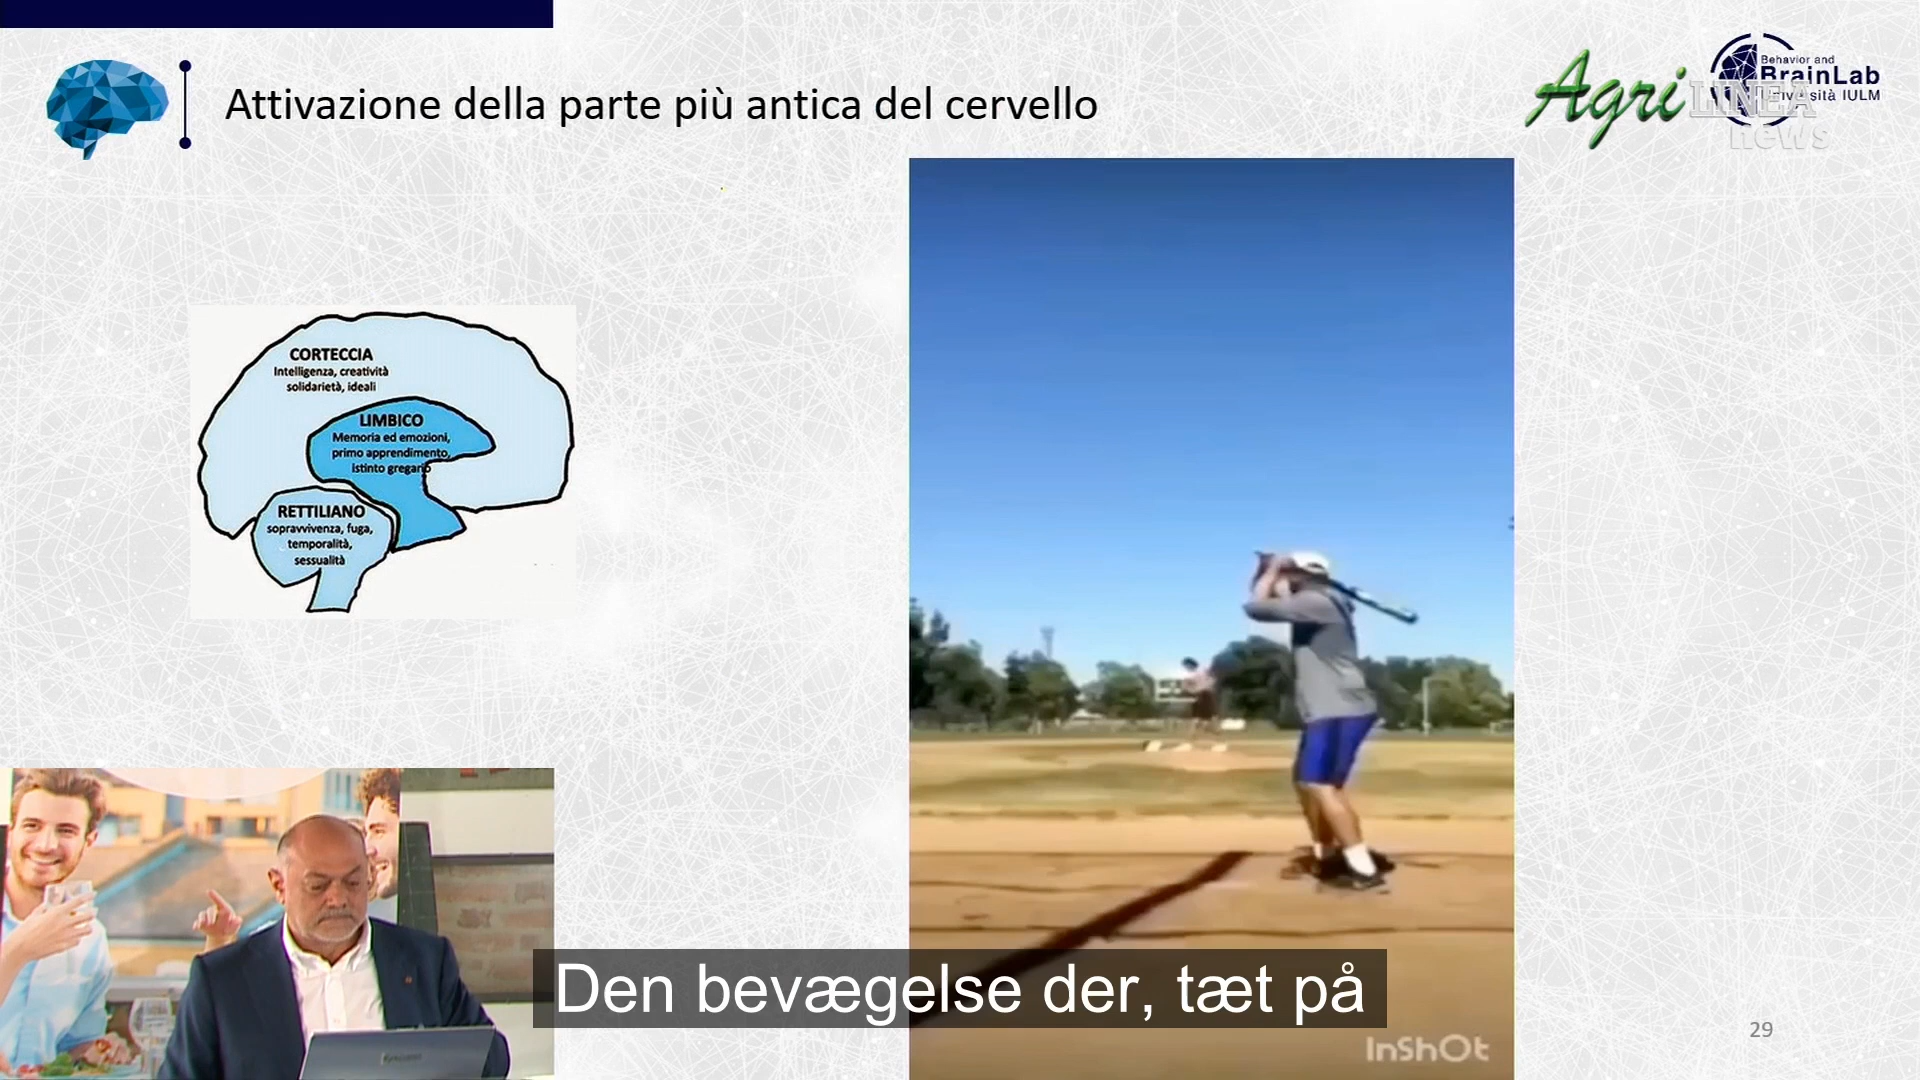 Attivazione della parte più antica del cervello
Agri LINEA
news
Behavior and
BrainLab
Università IULM
CORTECCIA
Intelligenza, creatività
solidarietà, ideali
LIMBICO
Memoria ed emozioni,
primo apprendimento,
istinto gregario
RETTILIANO
sopravvivenza, fuga,
temporalità,
sessualità
Den bevægelse der, tæt på
InShOt
29